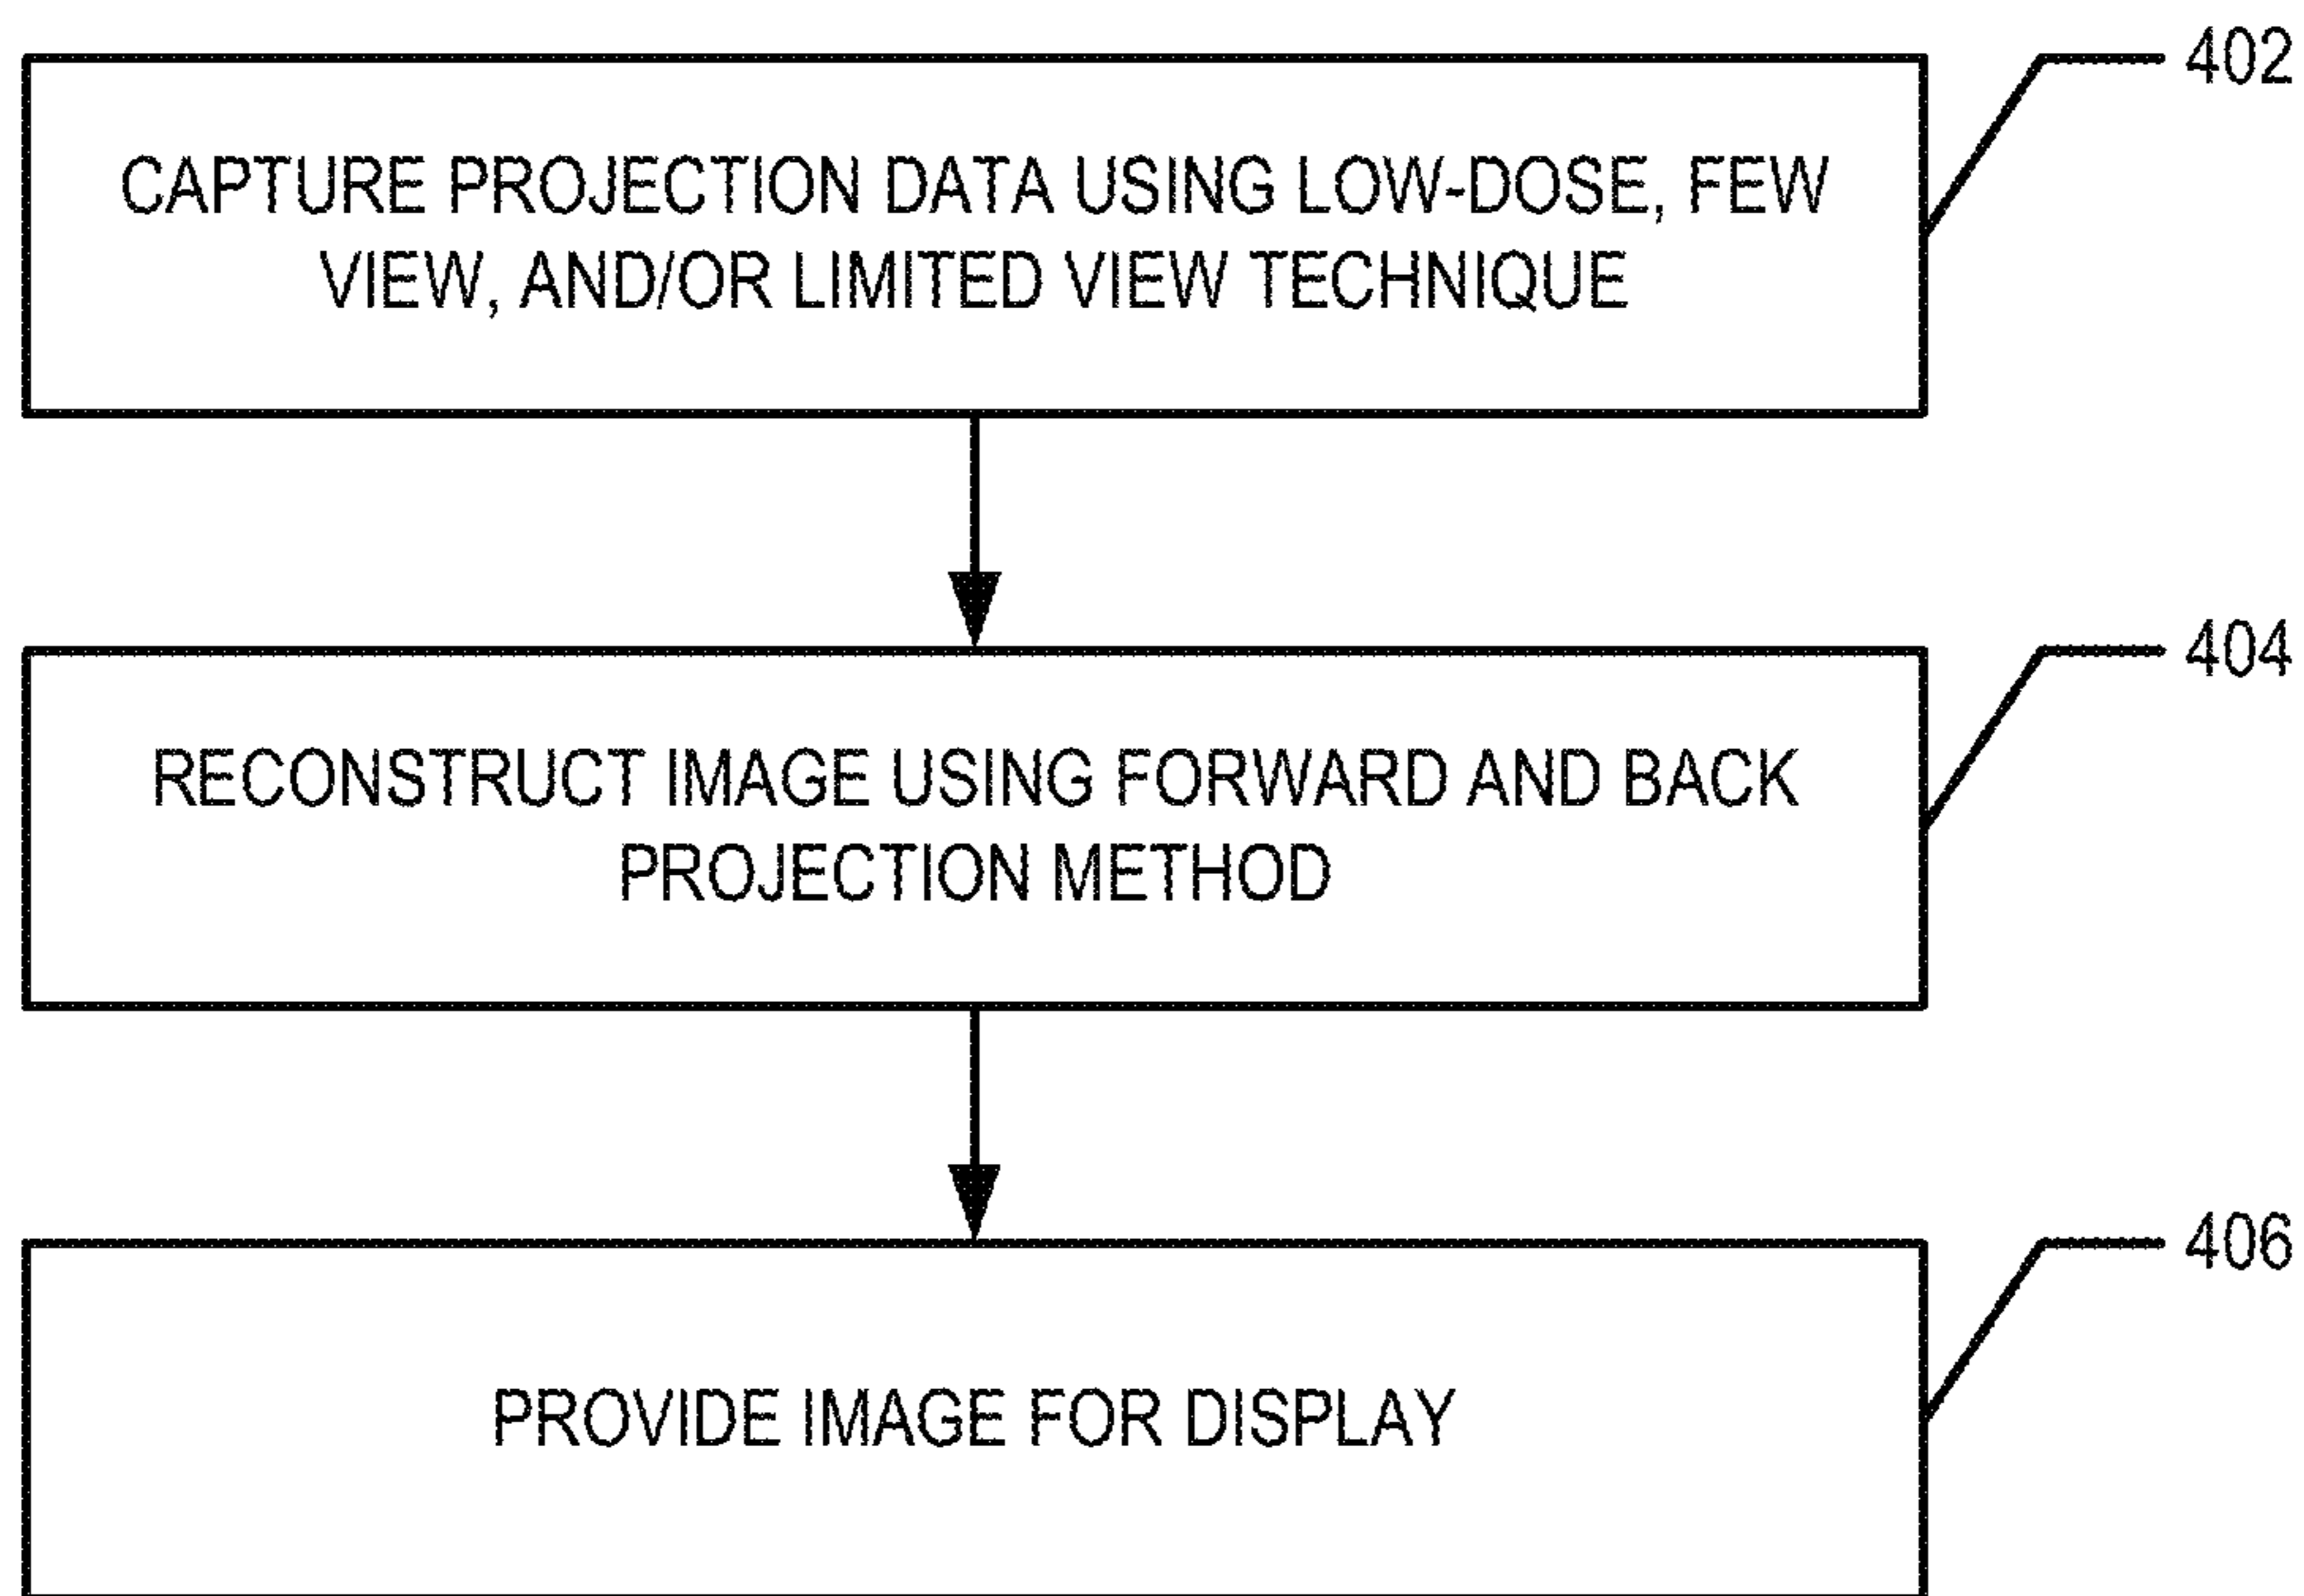 402
CAPTURE PROJECTION DATA USING LOW-DOSE, FEW
VIEW, AND/OR LIMITED VIEW TECHNIQUE
404
RECONSTRUCT IMAGE USING FORWARD AND BACK
PROJECTION METHOD
406
PROVIDE IMAGE FOR DISPLAY